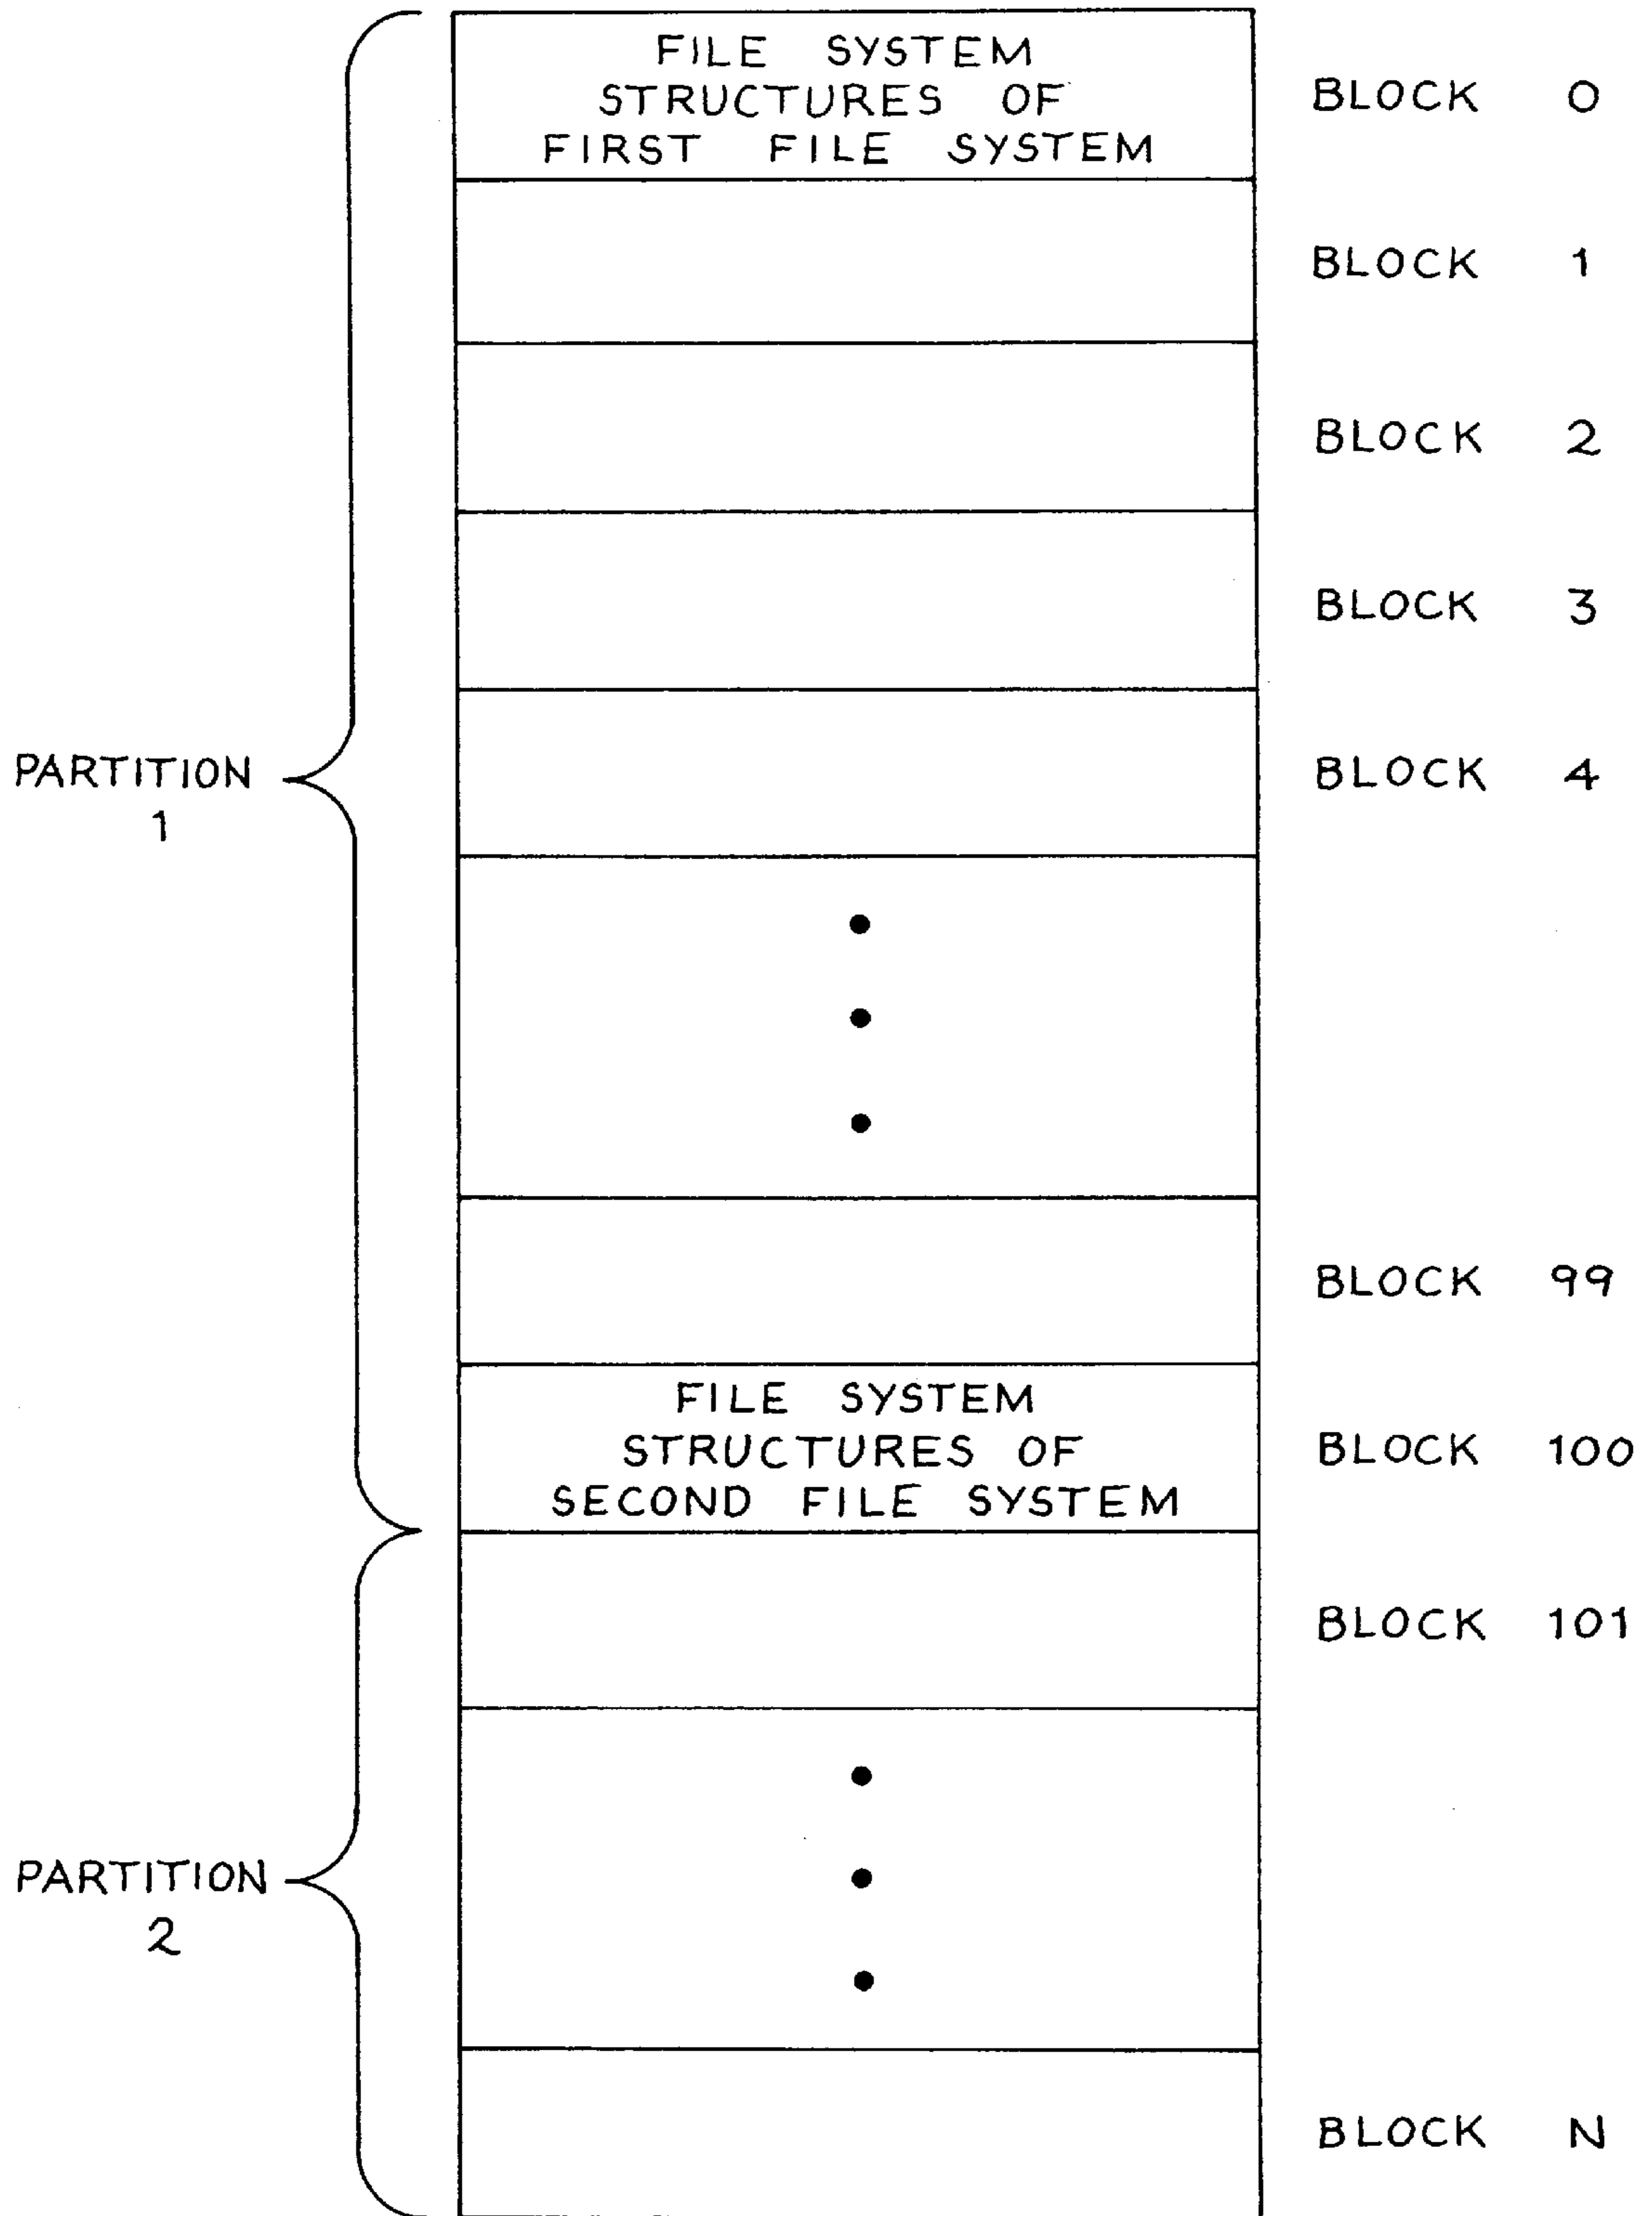 FILE SYSTEM
STRUCTURES OF
FIRST FILE SYSTEM
BLOCK 0
BLOCK 1
BLOCK 2
BLOCK 3
PARTITION
1
BLOCK 4
BLOCK 99
FILE SYSTEM
STRUCTURES OF
SECOND FILE SYSTEM
BLOCK 100
BLOCK 101
PARTITION
2
BLOCK N